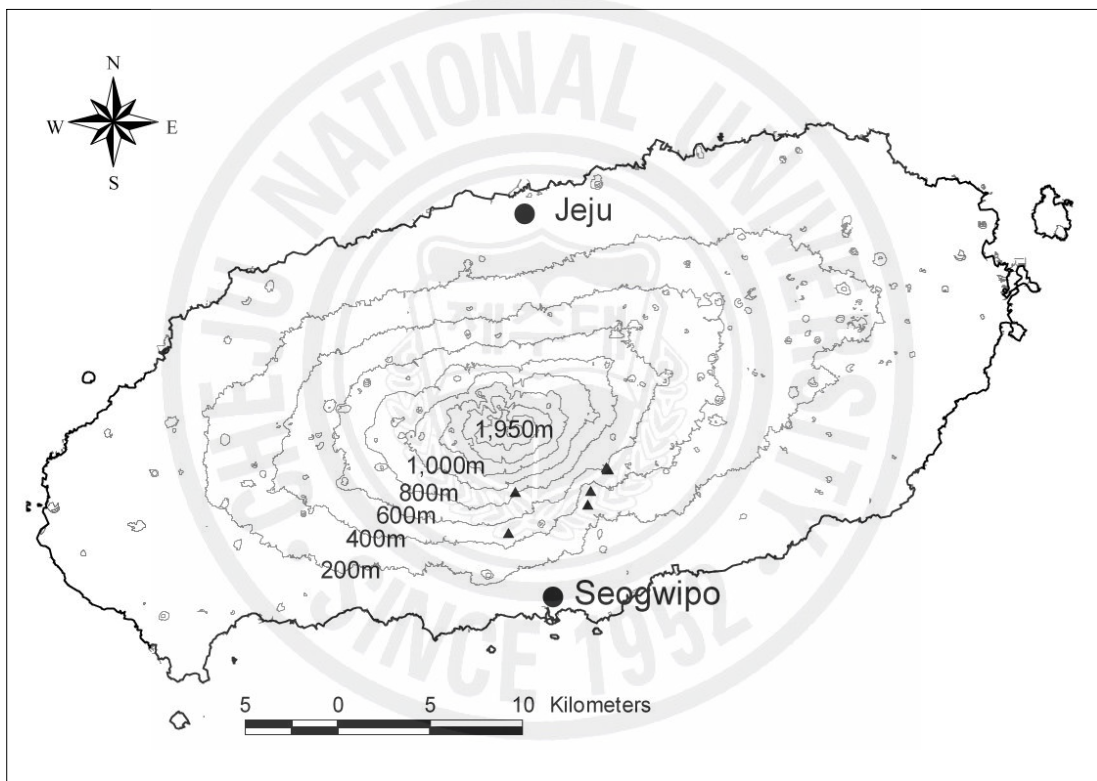 N
W E
S
CHEJU NATIONAL UNIVERSITY
Jeju
1,950m
1,000m
800m
600m
400m
200m
Seogwipo
SINCE 1952
5 0 5 10 Kilometers